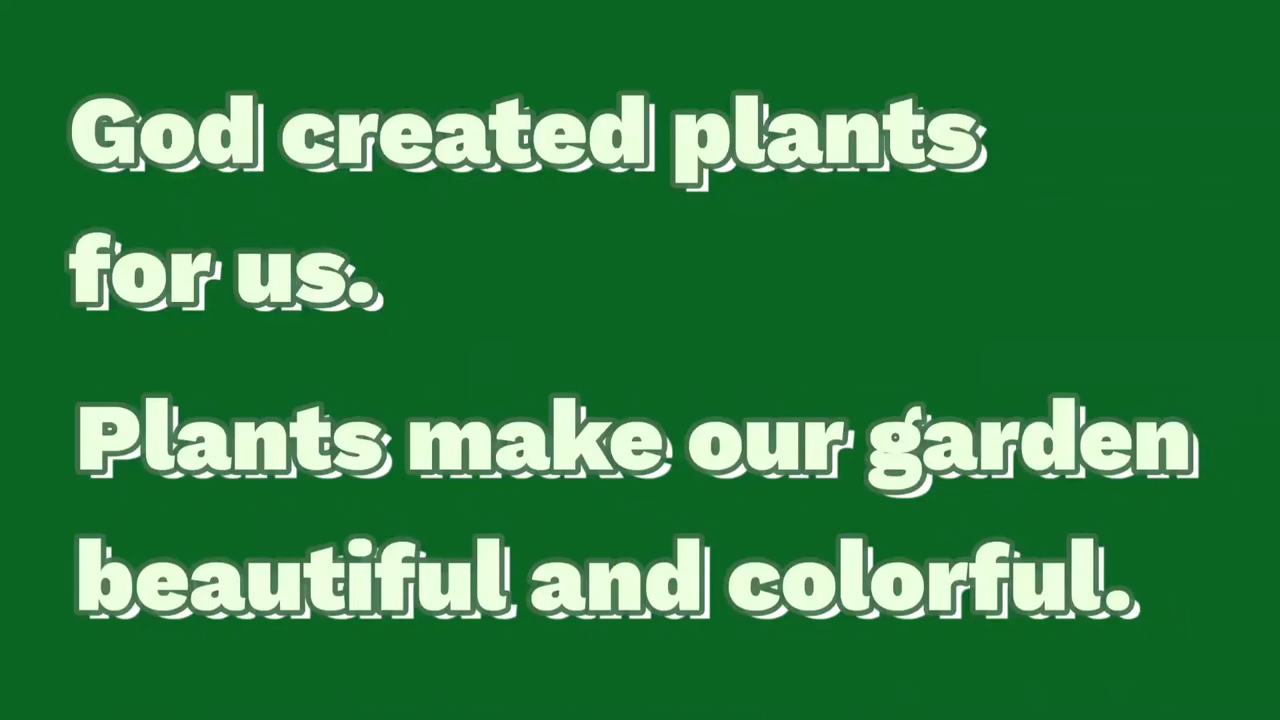 God created plants
for us.
Plants make our garden
beautiful and colorful.